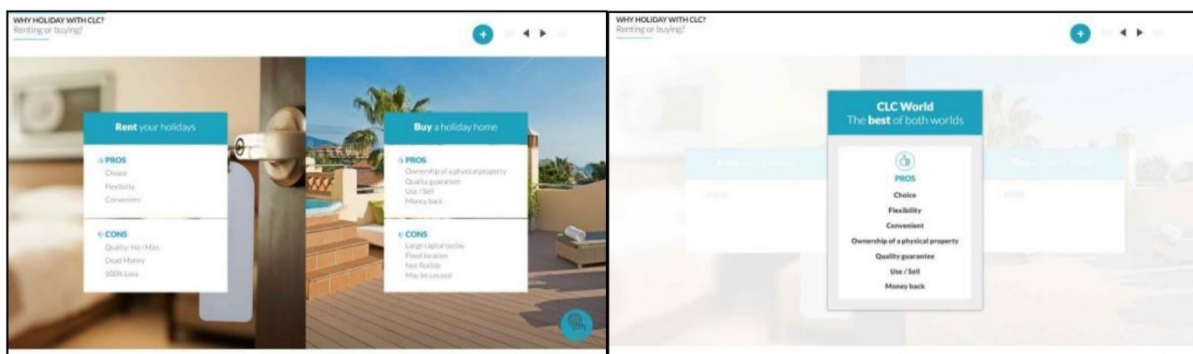 WHY HOLIDAY WITH CLC?
Renting or buying?
Rent your holidays
PROS
Choice
Flexibility
Convenient
CONS
Quality: Hit / Miss
Dead Money
100% Loss
Buy a holiday home
PROS
Ownership of a physical property
Quality guarantee
Use / Sell
Money back
CONS
Large capital outlay
Fixed location
Not flexible
May be unused
WHY HOLIDAY WITH CLC?
Renting or buying?
CLC World
The best of both worlds
PROS
Choice
Flexibility
Convenient
Ownership of a physical property
Quality guarantee
Use / Sell
Money back